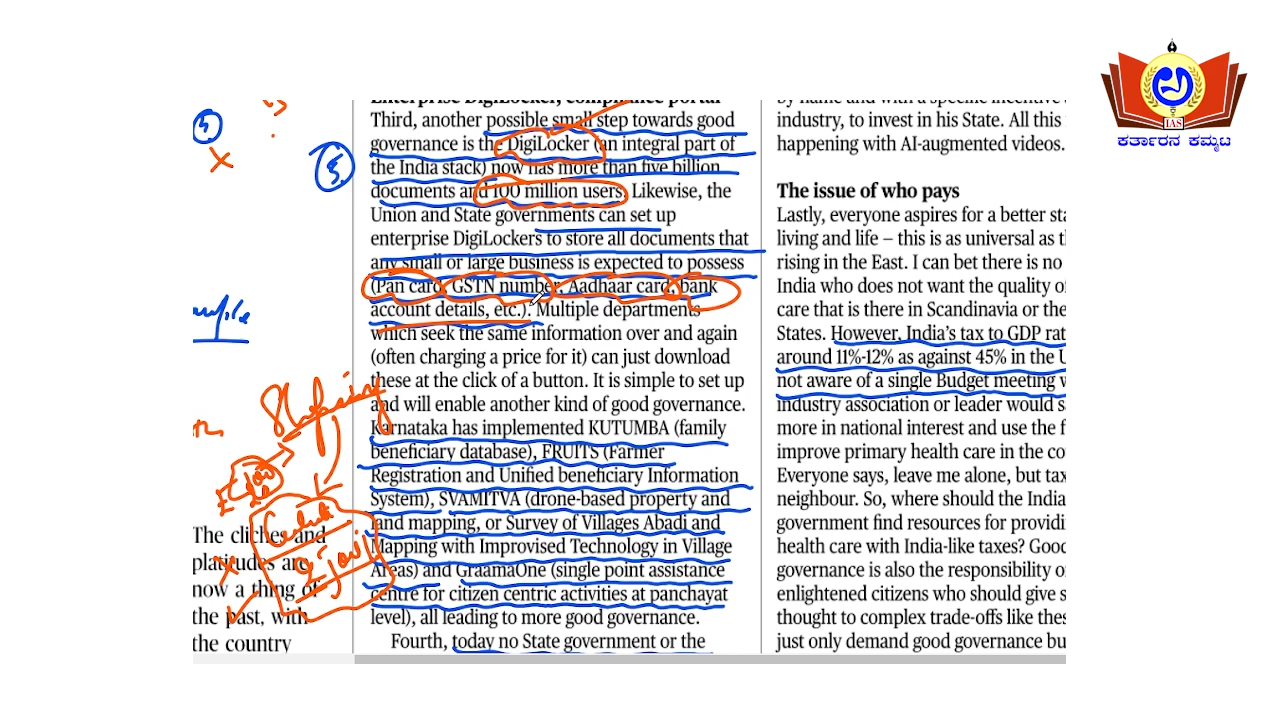 Enterprise DigiLocker, compliance portal
Third, another possible small step towards good
governance is the DigiLocker (an integral part of
the India stack) now has more than five billion
documents and 100 million users. Likewise, the
Union and State governments can set up
enterprise DigiLockers to store all documents that
any small or large business is expected to possess
(Pan card, GSTN number, Aadhaar card, bank
account details, etc.). Multiple departments
which seek the same information over and again
(often charging a price for it) can just download
these at the click of a button. It is simple to set up
and will enable another kind of good governance.
Karnataka has implemented KUTUMBA (family
beneficiary database), FRUITS (Farmer
Registration and Unified beneficiary Information
System), SVAMITVA (drone-based property and
land mapping, or Survey of Villages Abadi and
Mapping with Improvised Technology in Village
Areas) and GraamaOne (single point assistance
centre for citizen centric activities at panchayat
level), all leading to more good governance.
Fourth, today no State government or the
The cliches and
platitudes are
now a thing of
the past, with
the country
5
by name and with a specific incentive
industry, to invest in his State. All this
happening with AI-augmented videos.
The issue of who pays
Lastly, everyone aspires for a better
living and life – this is as universal as
rising in the East. I can bet there is no
India who does not want the quality
care that is there in Scandinavia or
States. However, India's tax to GDP
around 11%-12% as against 45% in the
not aware of a single Budget meeting
industry association or leader would
more in national interest and use the
improve primary health care in the
Everyone says, leave me alone, but tax
neighbour. So, where should the India
government find resources for
health care with India-like taxes? Good
governance is also the responsibility
enlightened citizens who should give
thought to complex trade-offs like
just only demand good governance
IAS
ಕರ್ತಾರನ ಕಮ್ಮಟ